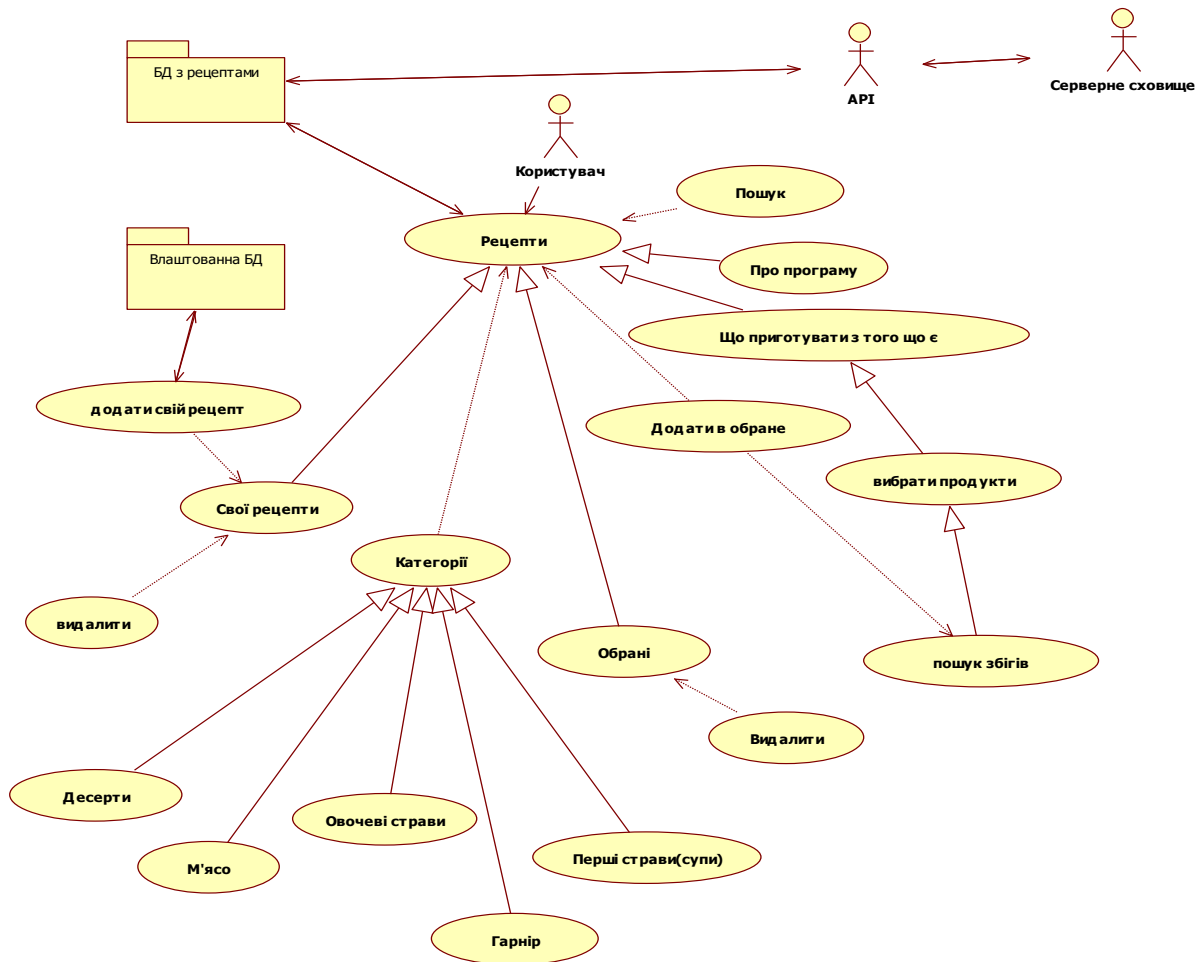 БД з рецептами
API
Серверне сховище
Користувач
Пошук
Рецепти
Влаштованна БД
Про програму
Що приготувати з того що є
додати свій рецепт
Додати в обране
вибрати продукти
Свої рецепти
Категорії
видалити
Обрані
пошук збігів
Видалити
Десерти
Овочеві страви
М'ясо
Перші страви(супи)
Гарнір